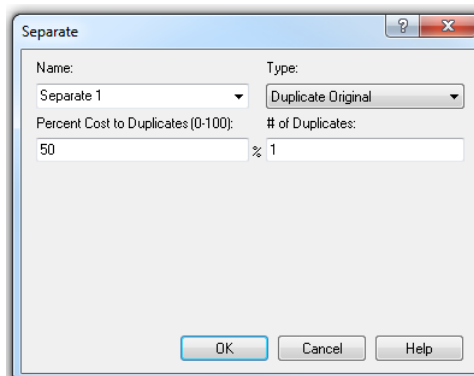 Separate
Name: Type:
Separate 1 Duplicate Original
Percent Cost to Duplicates (0-100): # of Duplicates:
50 % 1
OK Cancel Help